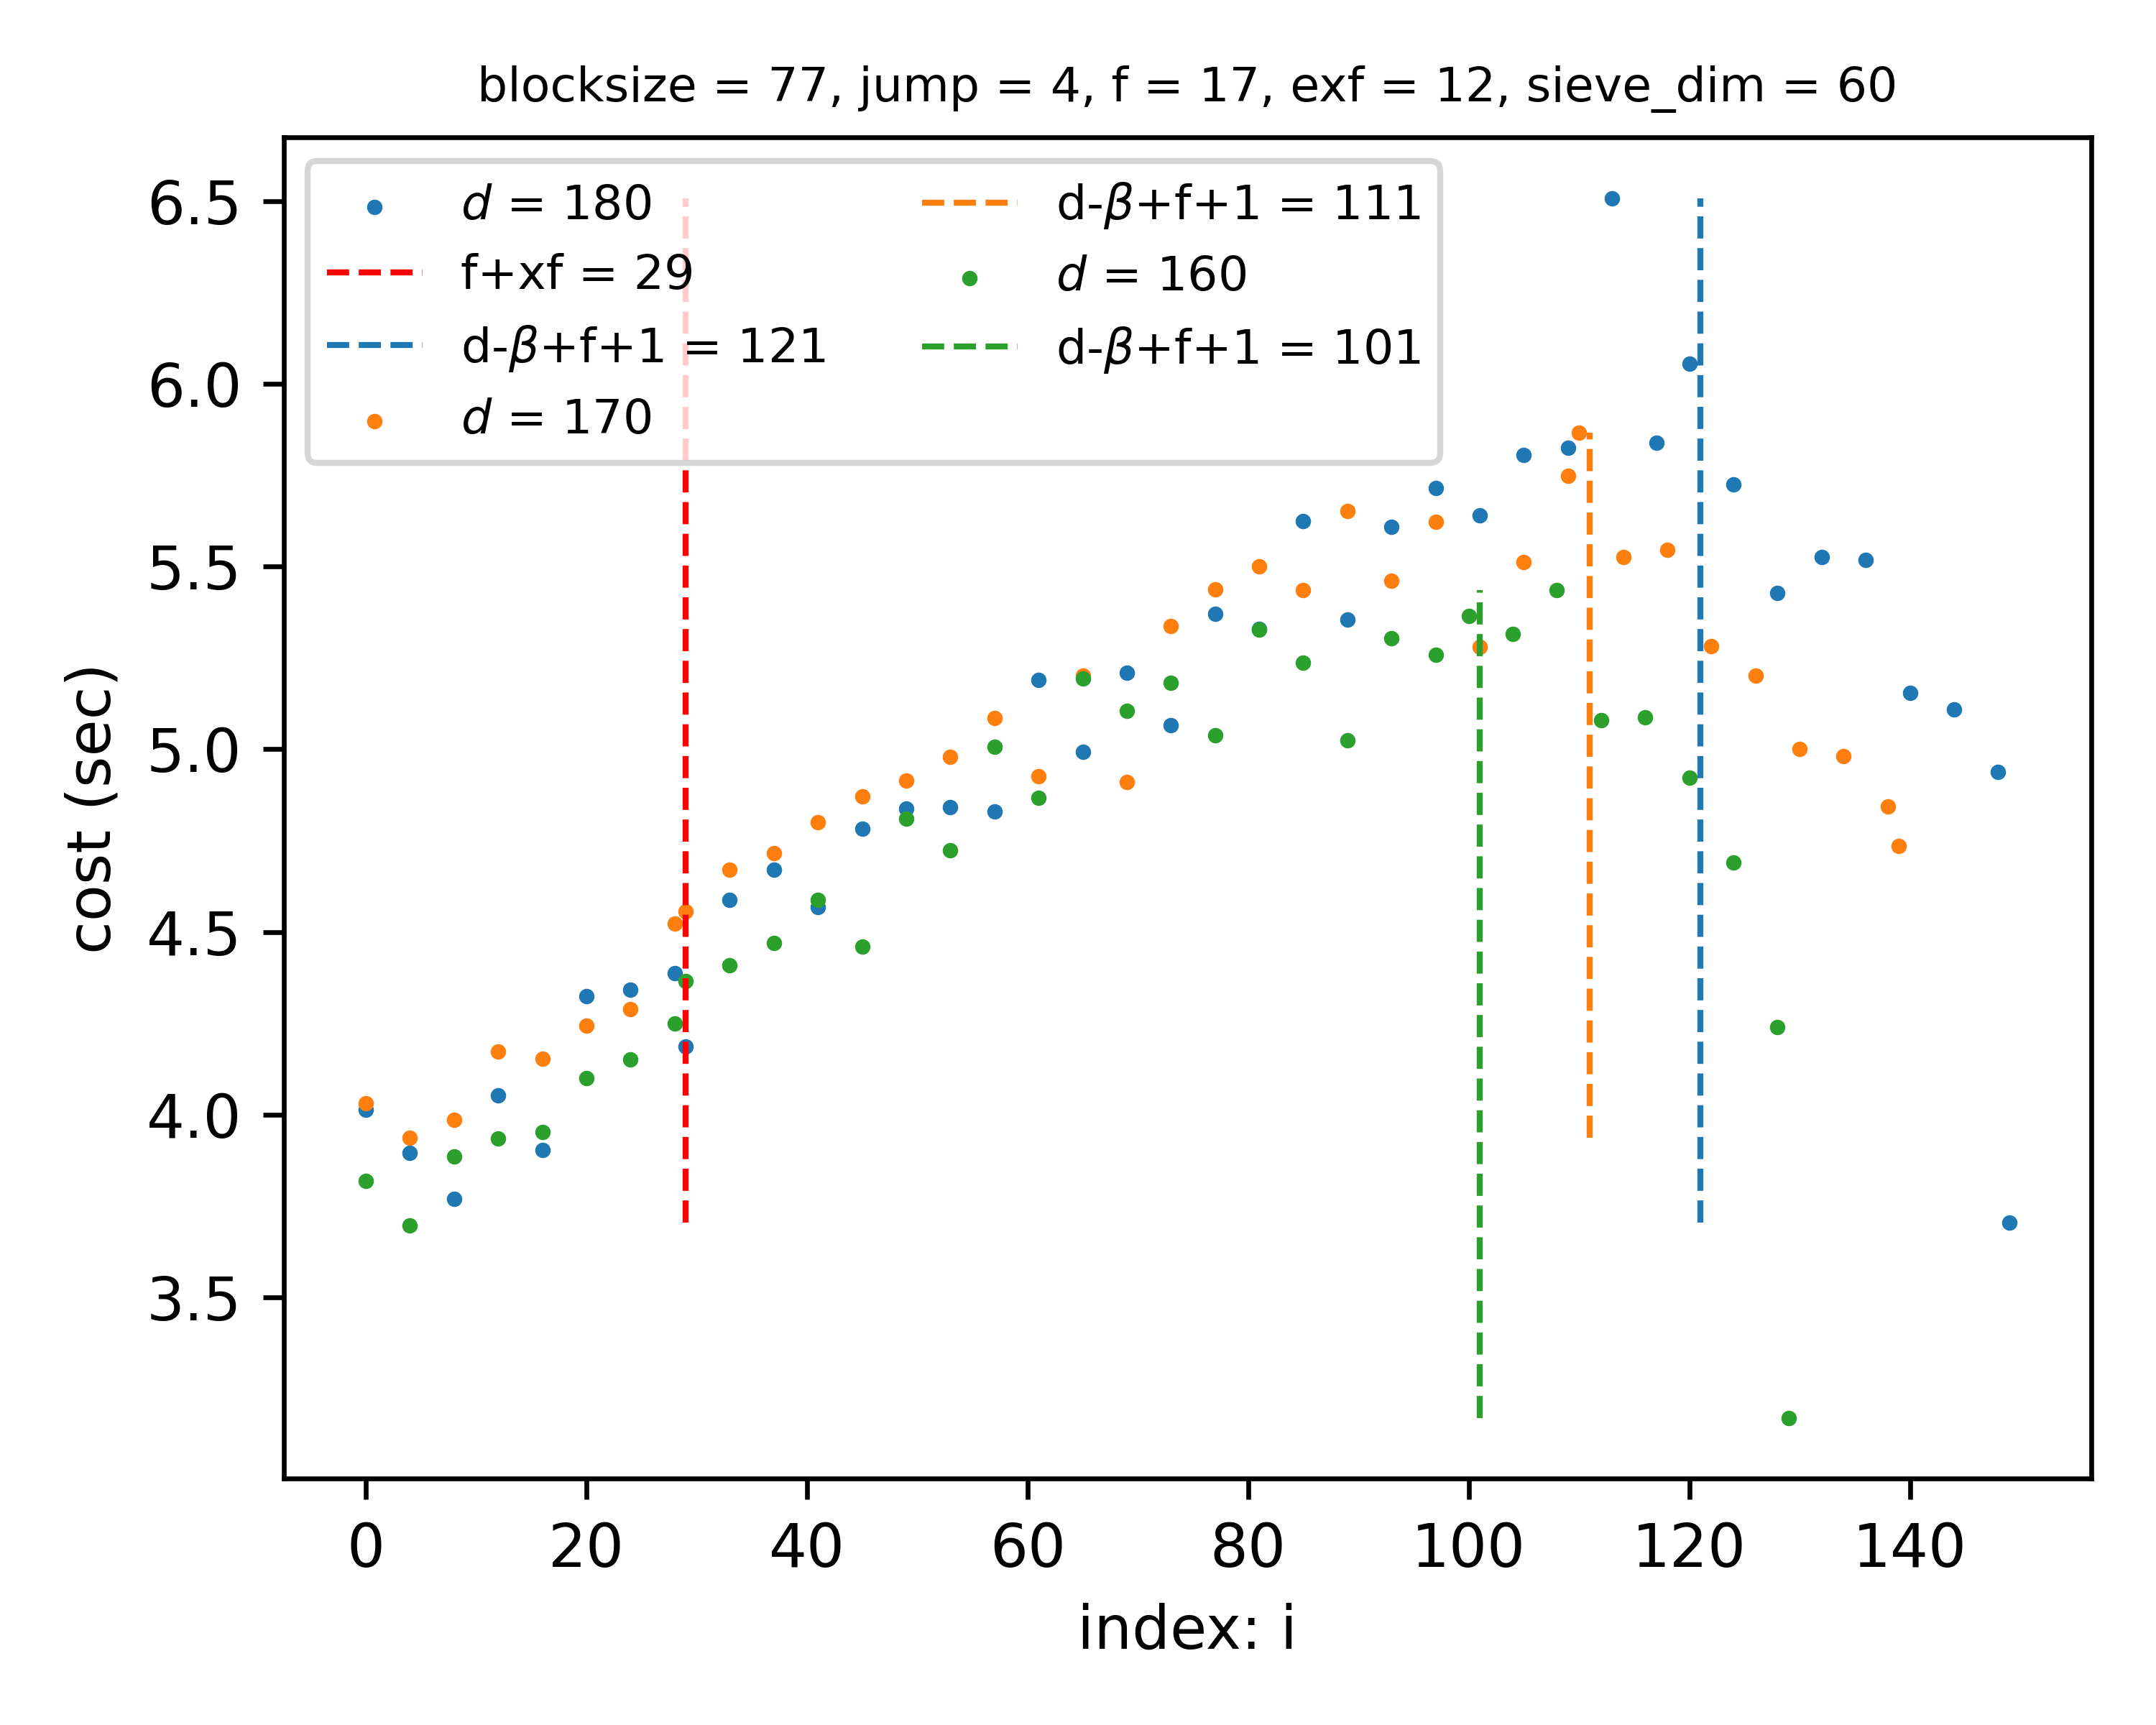 blocksize = 77, jump = 4, f = 17, exf = 12, sieve_dim = 60
d = 180
f+xf = 29
d-β+f+1 = 121
d = 170
d-β+f+1 = 111
d = 160
d-β+f+1 = 101
6.5
6.0
5.5
5.0
4.5
4.0
3.5
cost (sec)
0 20 40 60 80 100 120 140
index: i